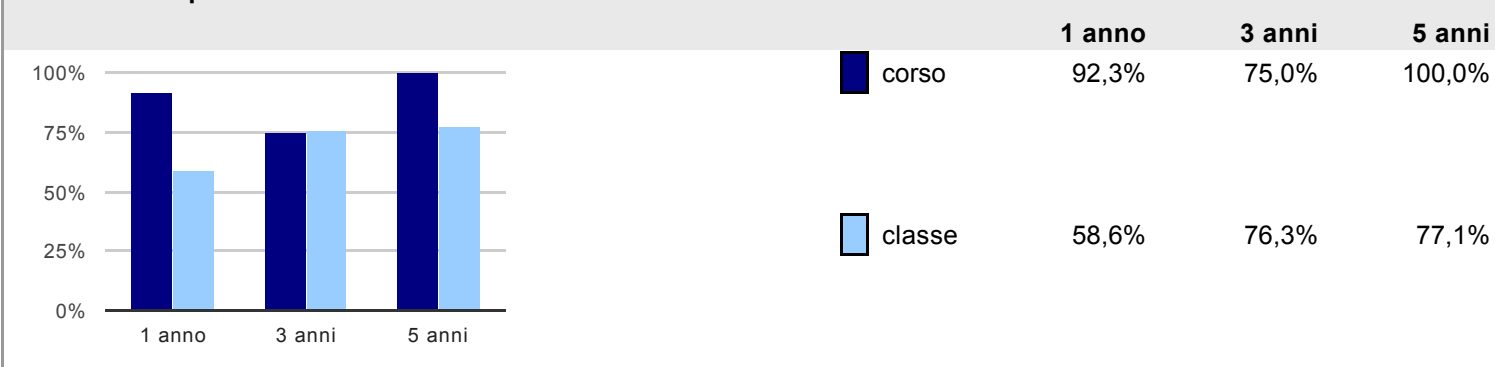 1 anno 3 anni 5 anni
100%
75%
50%
25%
0%
1 anno 3 anni 5 anni
corso 92,3% 75,0% 100,0%
classe 58,6% 76,3% 77,1%